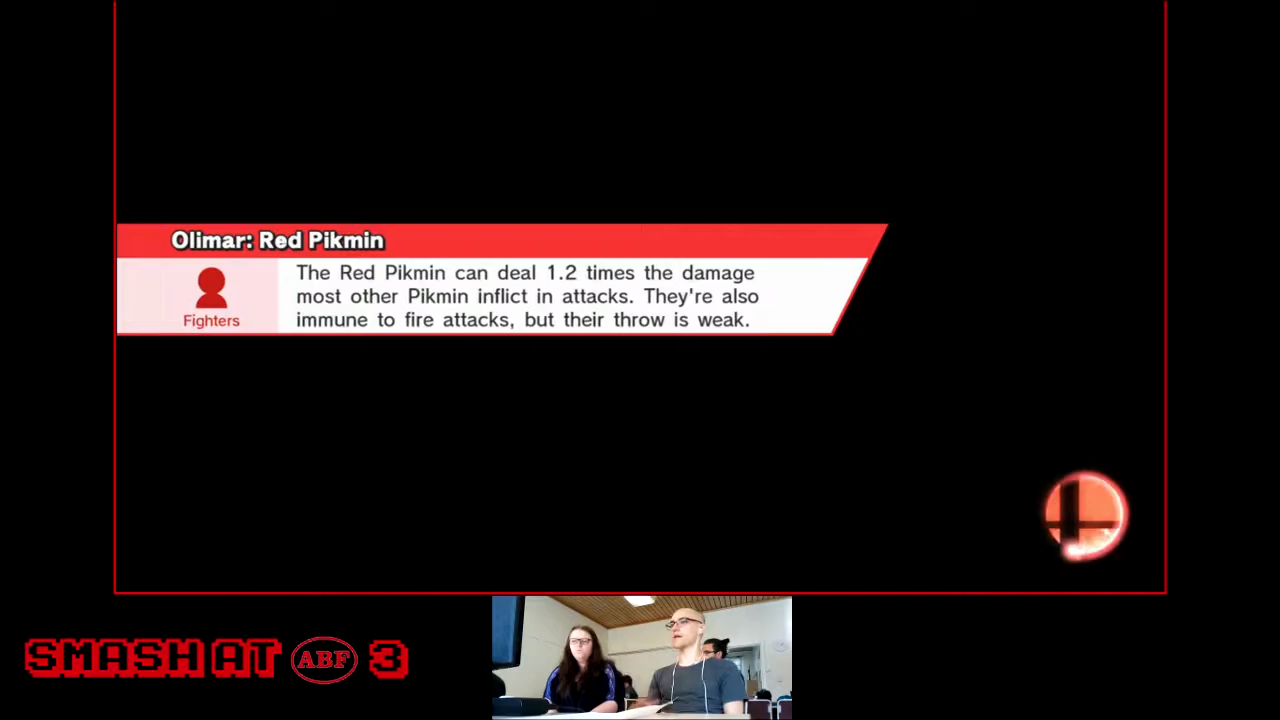 Olimar: Red Pikmin
The Red Pikmin can deal 1.2 times the damage
most other Pikmin inflict in attacks. They're also
immune to fire attacks, but their throw is weak.
Fighters
SMASH AT ABF 3